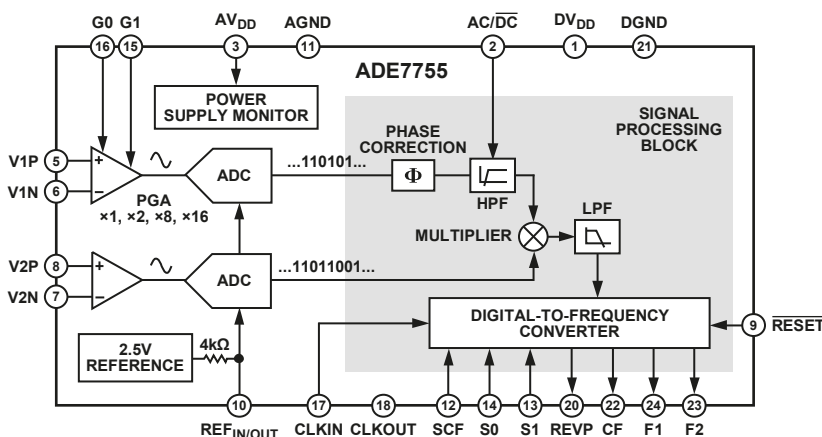 G0 G1 AVDD AGND AC/DC DVDD DGND
16 15 3 11 2 1 21
ADE7755
POWER
SUPPLY MONITOR
SIGNAL
PROCESSING
BLOCK
PHASE
CORRECTION
V1P 5 +
V1N 6 −
ADC
...110101...
Φ
HPF
PGA
×1, ×2, ×8, ×16
LPF
MULTIPLIER
V2P 8 +
V2N 7 −
ADC
...11011001...
DIGITAL-TO-FREQUENCY
CONVERTER
9 RESET
2.5V
REFERENCE
4kΩ
10 17 18 12 14 13 20 22 24 23
REFIN/OUT CLKIN CLKOUT SCF S0 S1 REVP CF F1 F2